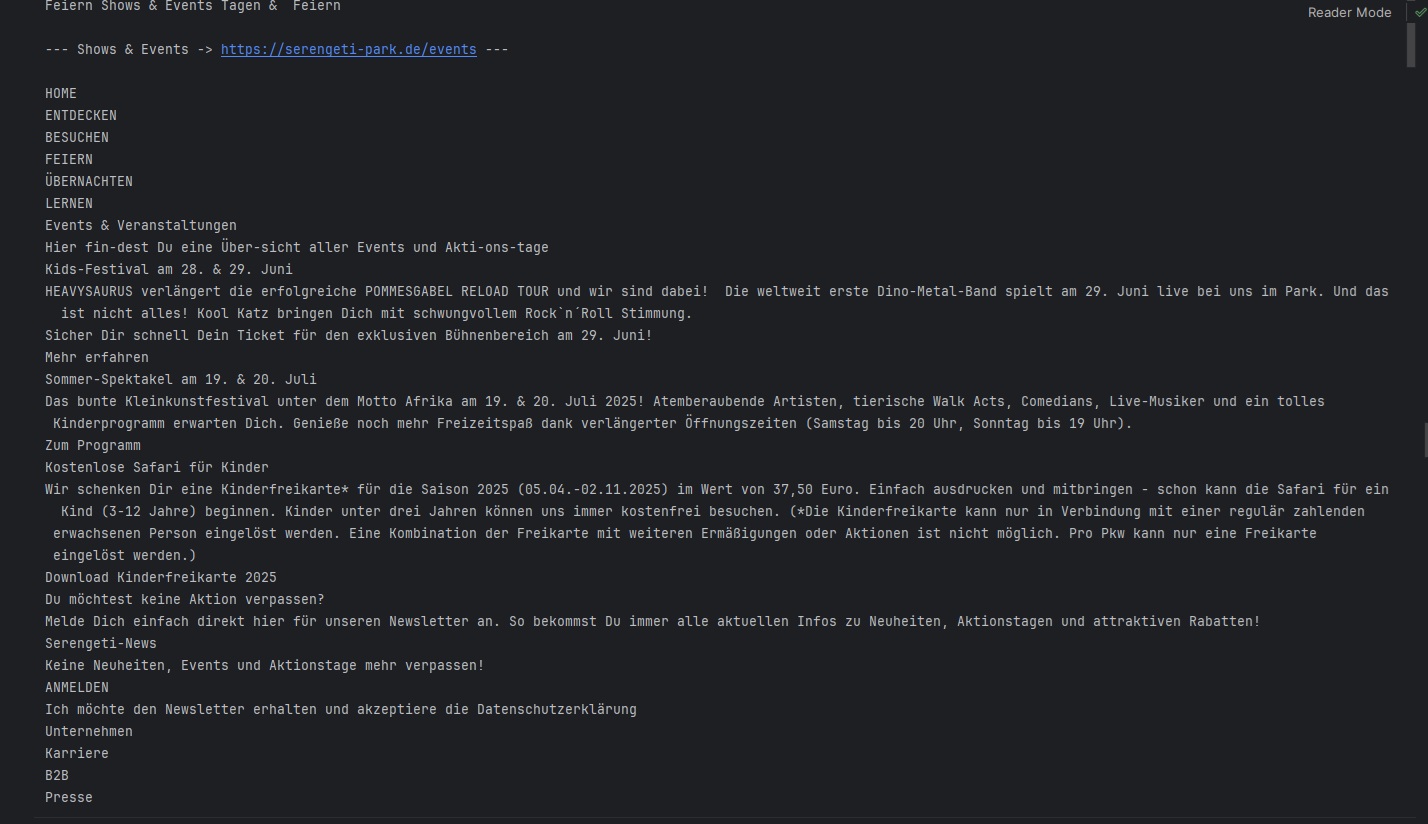 Feiern Shows & Events Tagen &  Feiern
Reader Mode
--- Shows & Events -> https://serengeti-park.de/events ---
HOME
ENTDECKEN
BESUCHEN
FEIERN
ÜBERNACHTEN
LERNEN
Events & Veranstaltungen
Hier fin-dest Du eine Über-sicht aller Events und Akti-ons-tage
Kids-Festival am 28. & 29. Juni
HEAVYSAURUS verlängert die erfolgreiche POMMESGABEL RELOAD TOUR und wir sind dabei!  Die weltweit erste Dino-Metal-Band spielt am 29. Juni live bei uns im Park. Und das
ist nicht alles! Kool Katz bringen Dich mit schwungvollem Rock`n´Roll Stimmung.
Sicher Dir schnell Dein Ticket für den exklusiven Bühnenbereich am 29. Juni!
Mehr erfahren
Sommer-Spektakel am 19. & 20. Juli
Das bunte Kleinkunstfestival unter dem Motto Afrika am 19. & 20. Juli 2025! Atemberaubende Artisten, tierische Walk Acts, Comedians, Live-Musiker und ein tolles
Kinderprogramm erwarten Dich. Genieße noch mehr Freizeitspaß dank verlängerter Öffnungszeiten (Samstag bis 20 Uhr, Sonntag bis 19 Uhr).
Zum Programm
Kostenlose Safari für Kinder
Wir schenken Dir eine Kinderfreikarte* für die Saison 2025 (05.04.-02.11.2025) im Wert von 37,50 Euro. Einfach ausdrucken und mitbringen - schon kann die Safari für ein
Kind (3-12 Jahre) beginnen. Kinder unter drei Jahren können uns immer kostenfrei besuchen. (*Die Kinderfreikarte kann nur in Verbindung mit einer regulär zahlenden
erwachsenen Person eingelöst werden. Eine Kombination der Freikarte mit weiteren Ermäßigungen oder Aktionen ist nicht möglich. Pro Pkw kann nur eine Freikarte
eingelöst werden.)
Download Kinderfreikarte 2025
Du möchtest keine Aktion verpassen?
Melde Dich einfach direkt hier für unseren Newsletter an. So bekommst Du immer alle aktuellen Infos zu Neuheiten, Aktionstagen und attraktiven Rabatten!
Serengeti-News
Keine Neuheiten, Events und Aktionstage mehr verpassen!
ANMELDEN
Ich möchte den Newsletter erhalten und akzeptiere die Datenschutzerklärung
Unternehmen
Karriere
B2B
Presse